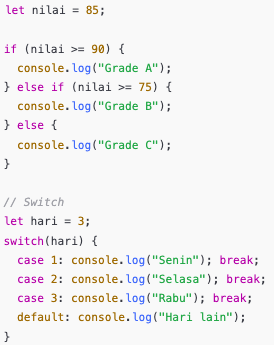 let nilai = 85;

if (nilai >= 90) {
  console.log("Grade A");
} else if (nilai >= 75) {
  console.log("Grade B");
} else {
  console.log("Grade C");
}

// Switch
let hari = 3;
switch(hari) {
  case 1: console.log("Senin"); break;
  case 2: console.log("Selasa"); break;
  case 3: console.log("Rabu"); break;
  default: console.log("Hari lain");
}